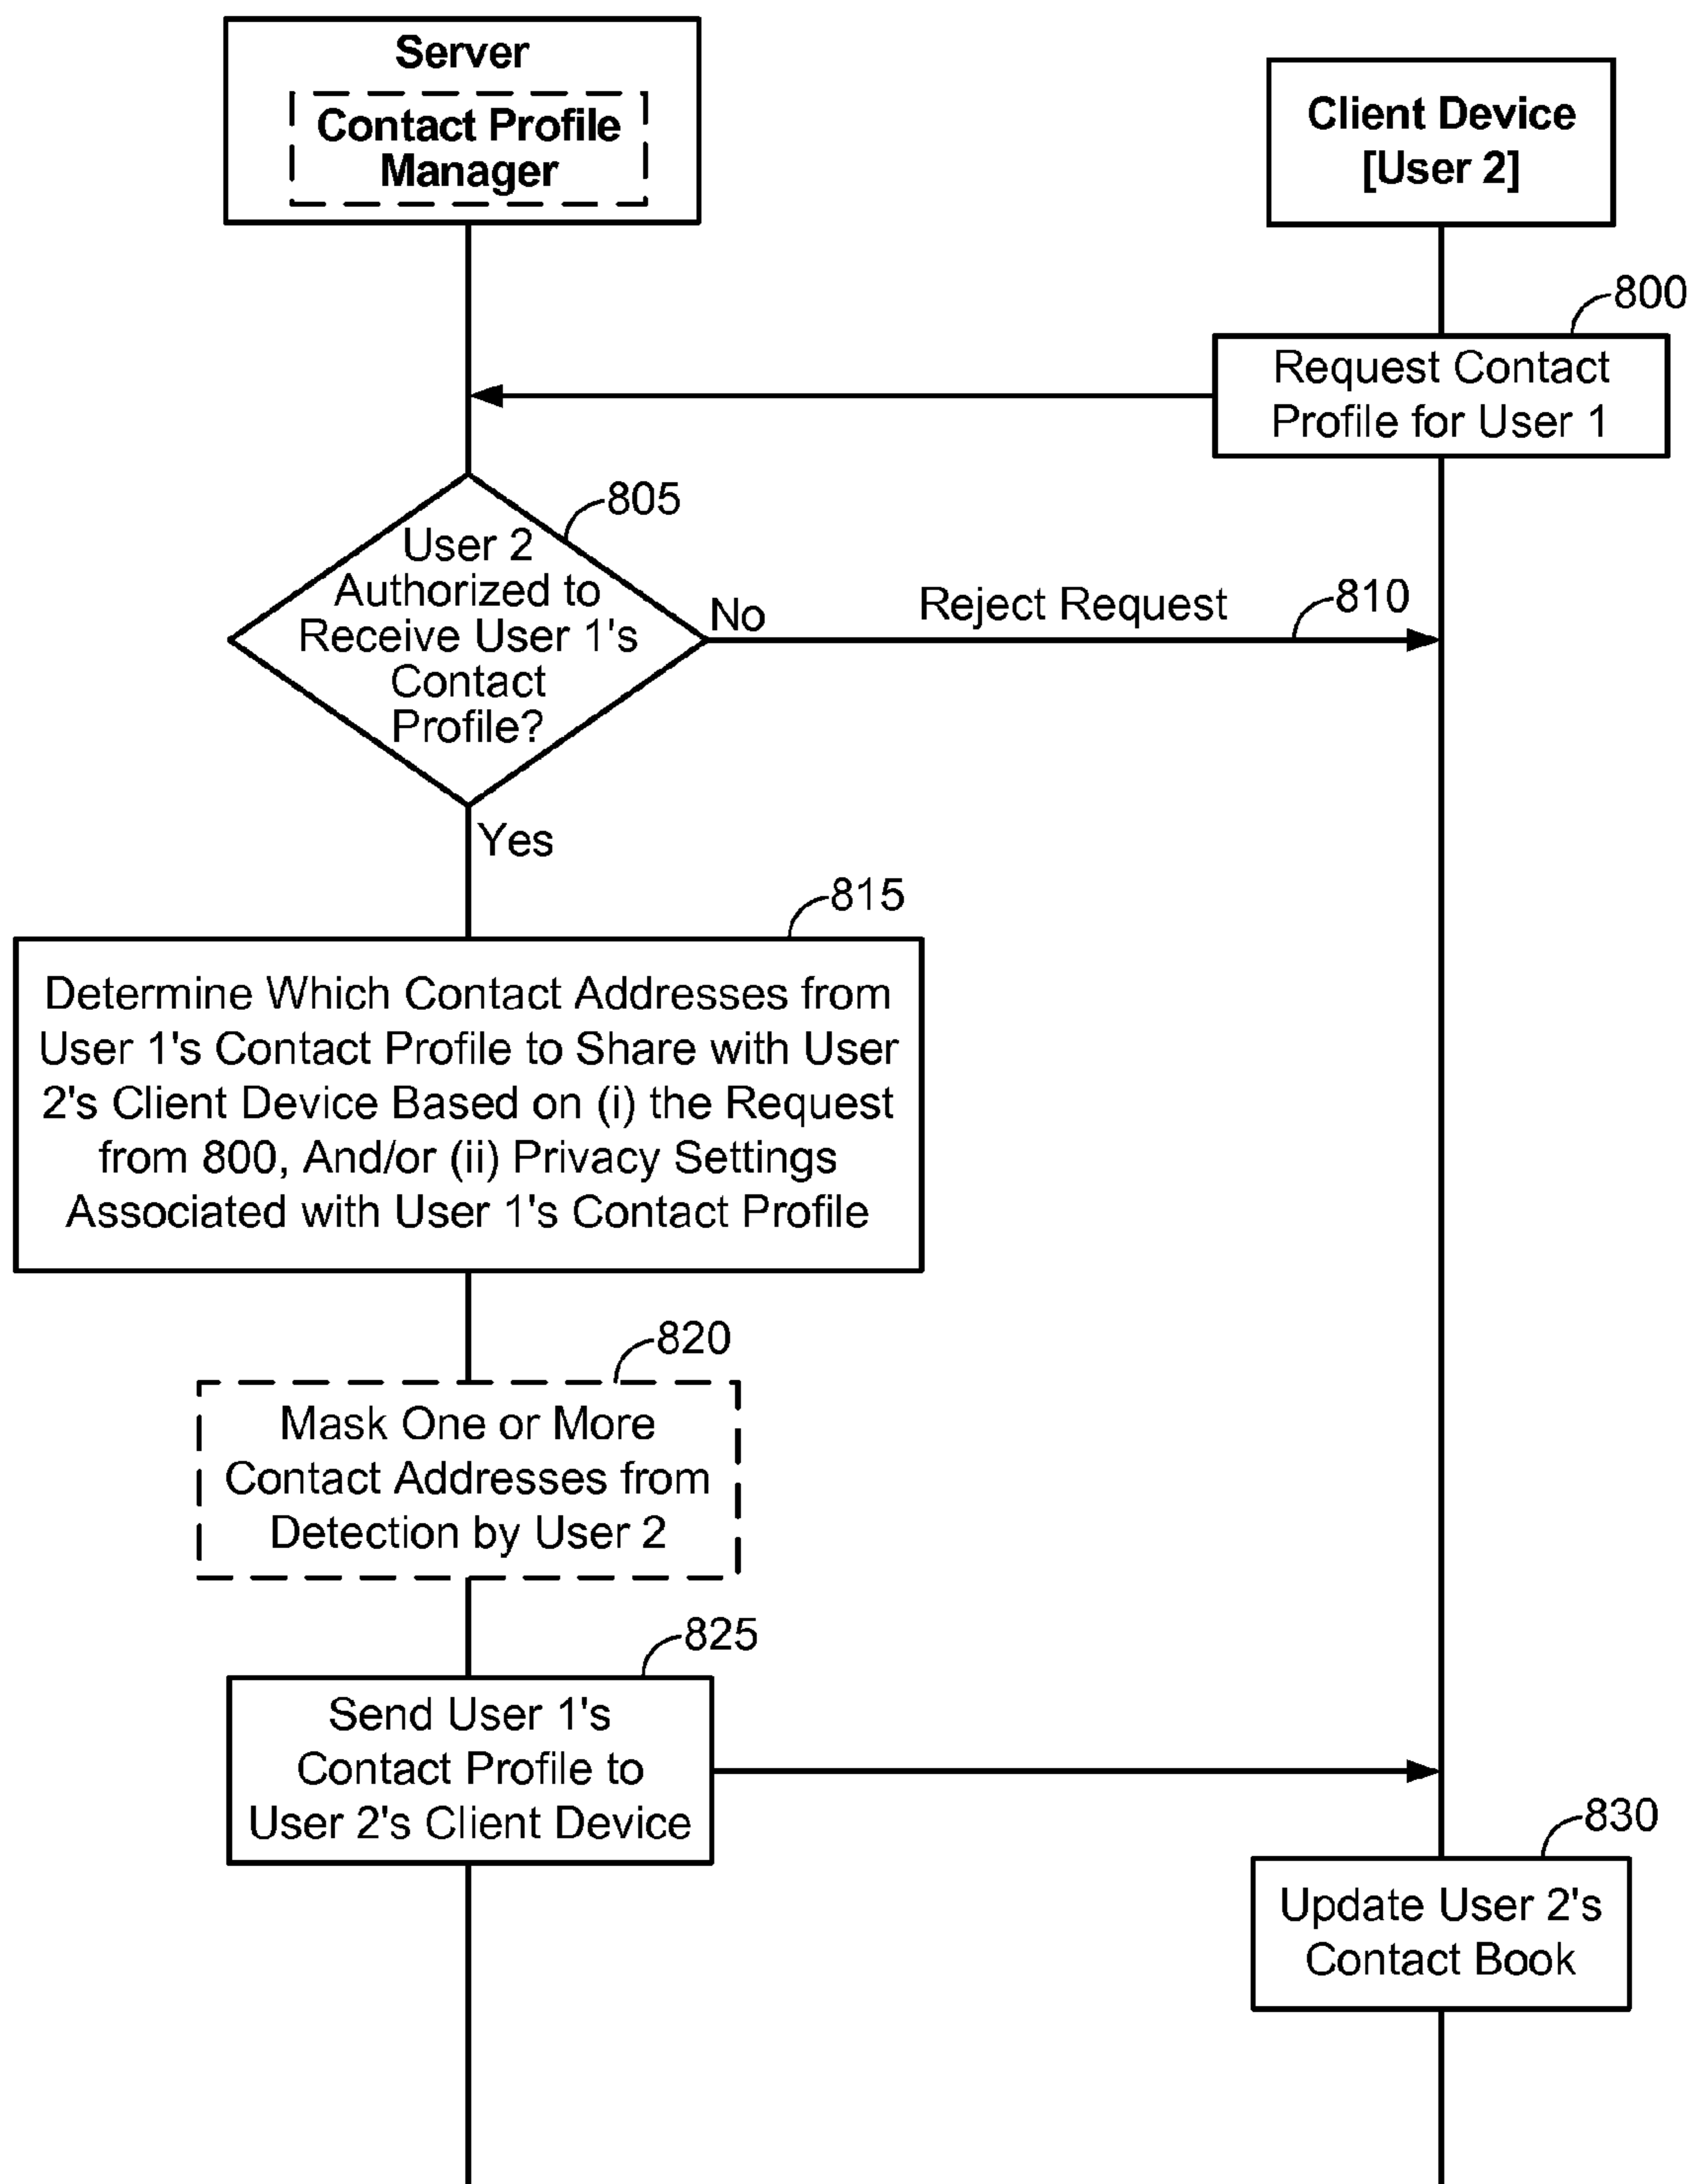 Server
Contact Profile
Manager
Client Device
[User 2]
800
Request Contact
Profile for User 1
805
User 2
Authorized to
Receive User 1's
Contact
Profile?
No
Reject Request
810
Yes
815
Determine Which Contact Addresses from
User 1's Contact Profile to Share with User
2's Client Device Based on (i) the Request
from 800, And/or (ii) Privacy Settings
Associated with User 1's Contact Profile
820
Mask One or More
Contact Addresses from
Detection by User 2
825
Send User 1's
Contact Profile to
User 2's Client Device
830
Update User 2's
Contact Book